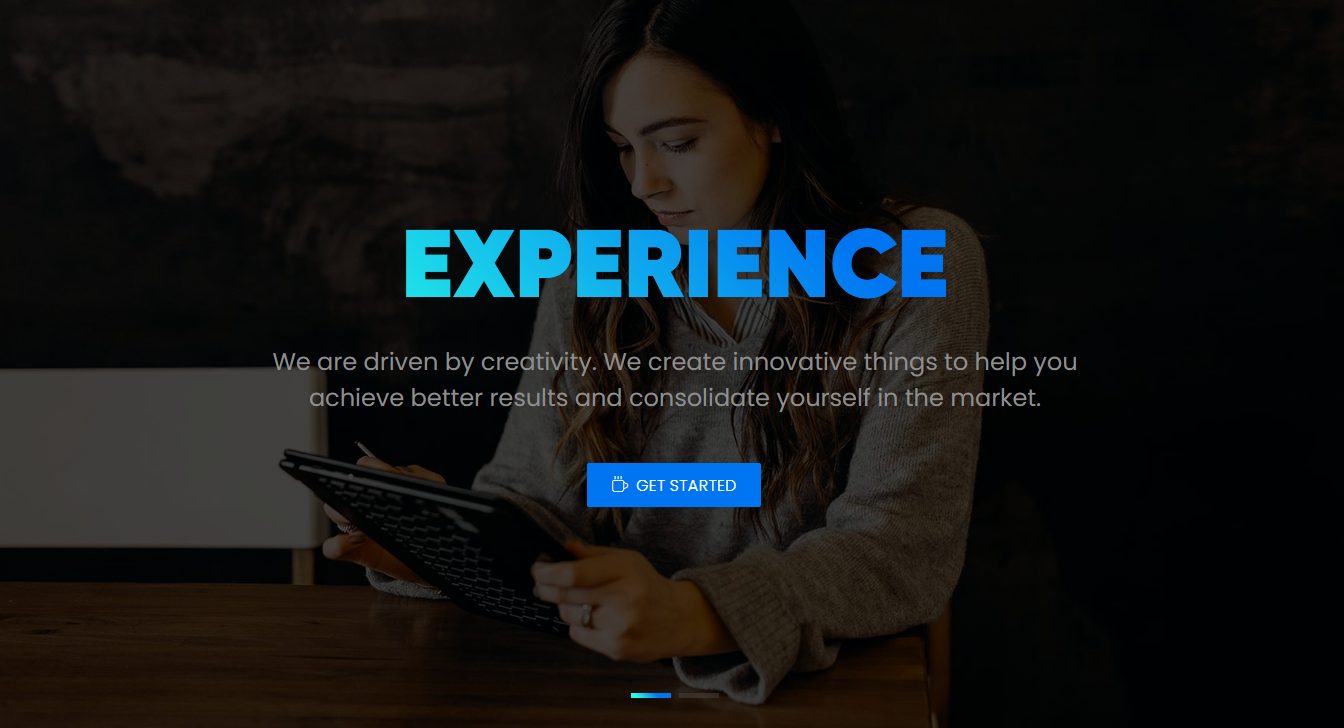 EXPERIENCE
We are driven by creativity. We create innovative things to help you
achieve better results and consolidate yourself in the market.
GET STARTED